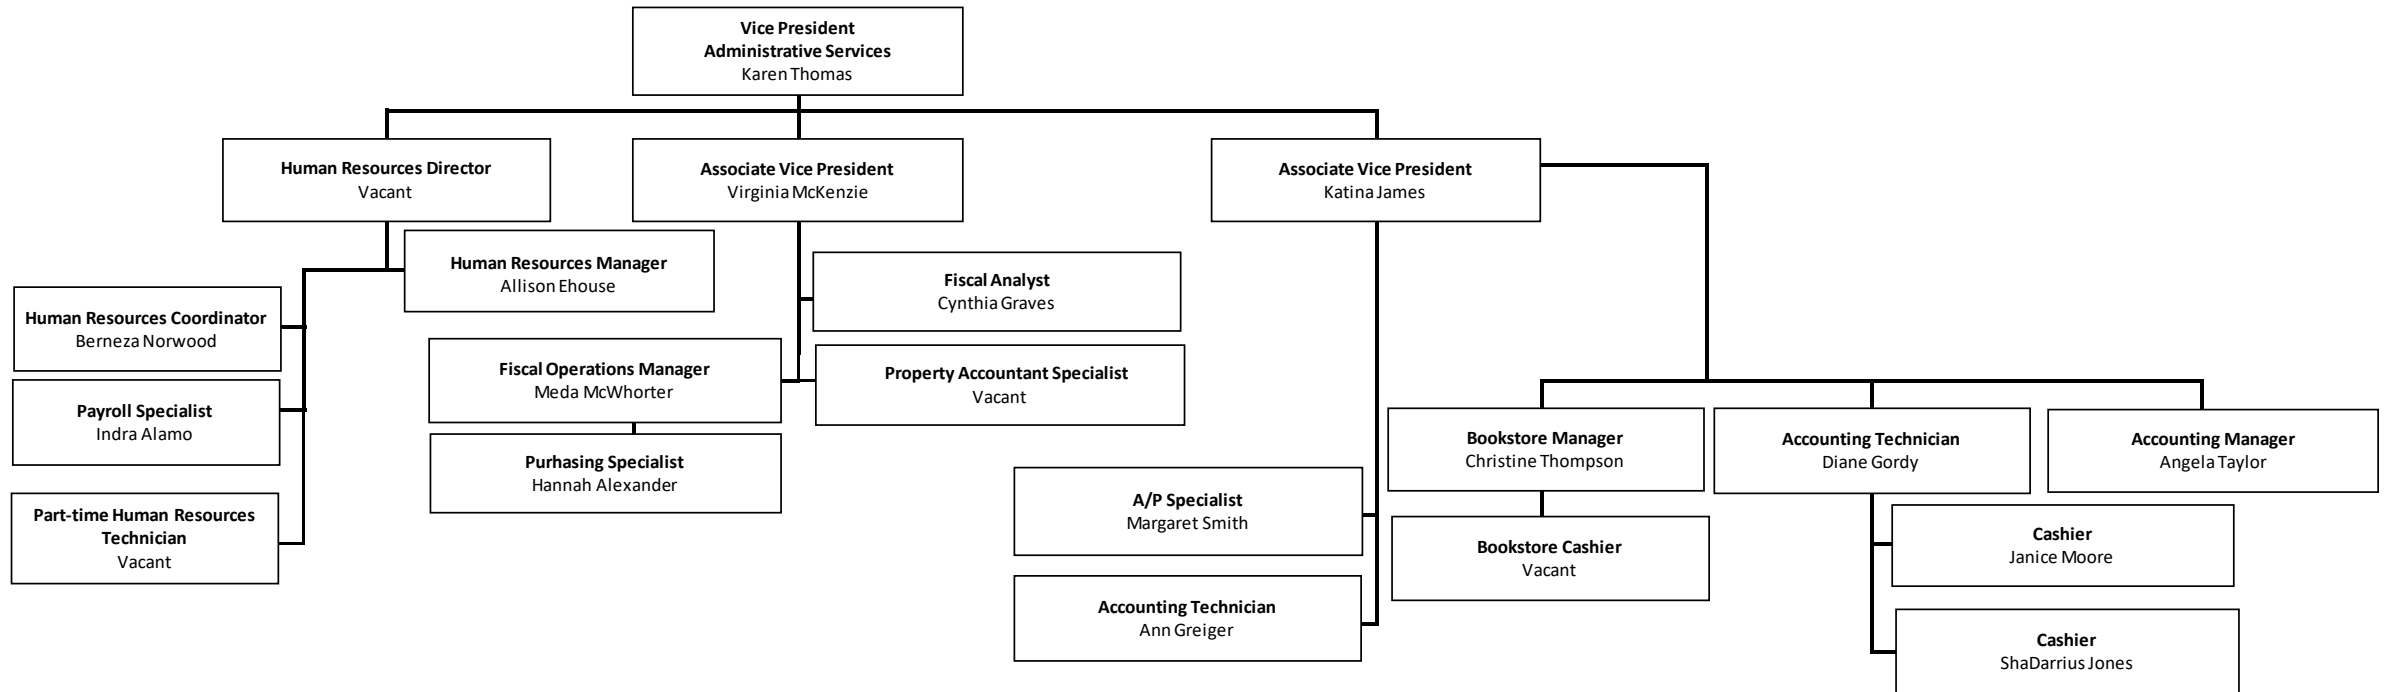 Vice President
Administrative Services
Karen Thomas
Human Resources Director
Vacant
Associate Vice President
Virginia McKenzie
Associate Vice President
Katina James
Human Resources Manager
Allison Ehouse
Fiscal Analyst
Cynthia Graves
Human Resources Coordinator
Berneza Norwood
Fiscal Operations Manager
Meda McWhorter
Property Accountant Specialist
Vacant
Payroll Specialist
Indra Alamo
Purhasing Specialist
Hannah Alexander
Part-time Human Resources
Technician
Vacant
Bookstore Manager
Christine Thompson
Accounting Technician
Diane Gordy
Accounting Manager
Angela Taylor
A/P Specialist
Margaret Smith
Bookstore Cashier
Vacant
Cashier
Janice Moore
Accounting Technician
Ann Greiger
Cashier
ShaDarrius Jones